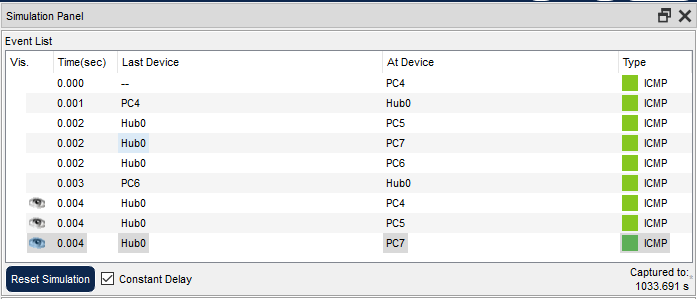 Simulation Panel
Event List
Vis. Time(sec) Last Device At Device Type
0.000 -- PC4 ICMP
0.001 PC4 Hub0 ICMP
0.002 Hub0 PC5 ICMP
0.002 Hub0 PC7 ICMP
0.002 Hub0 PC6 ICMP
0.003 PC6 Hub0 ICMP
0.004 Hub0 PC4 ICMP
0.004 Hub0 PC5 ICMP
0.004 Hub0 PC7 ICMP
Reset Simulation Constant Delay Captured to:
1033.691 s